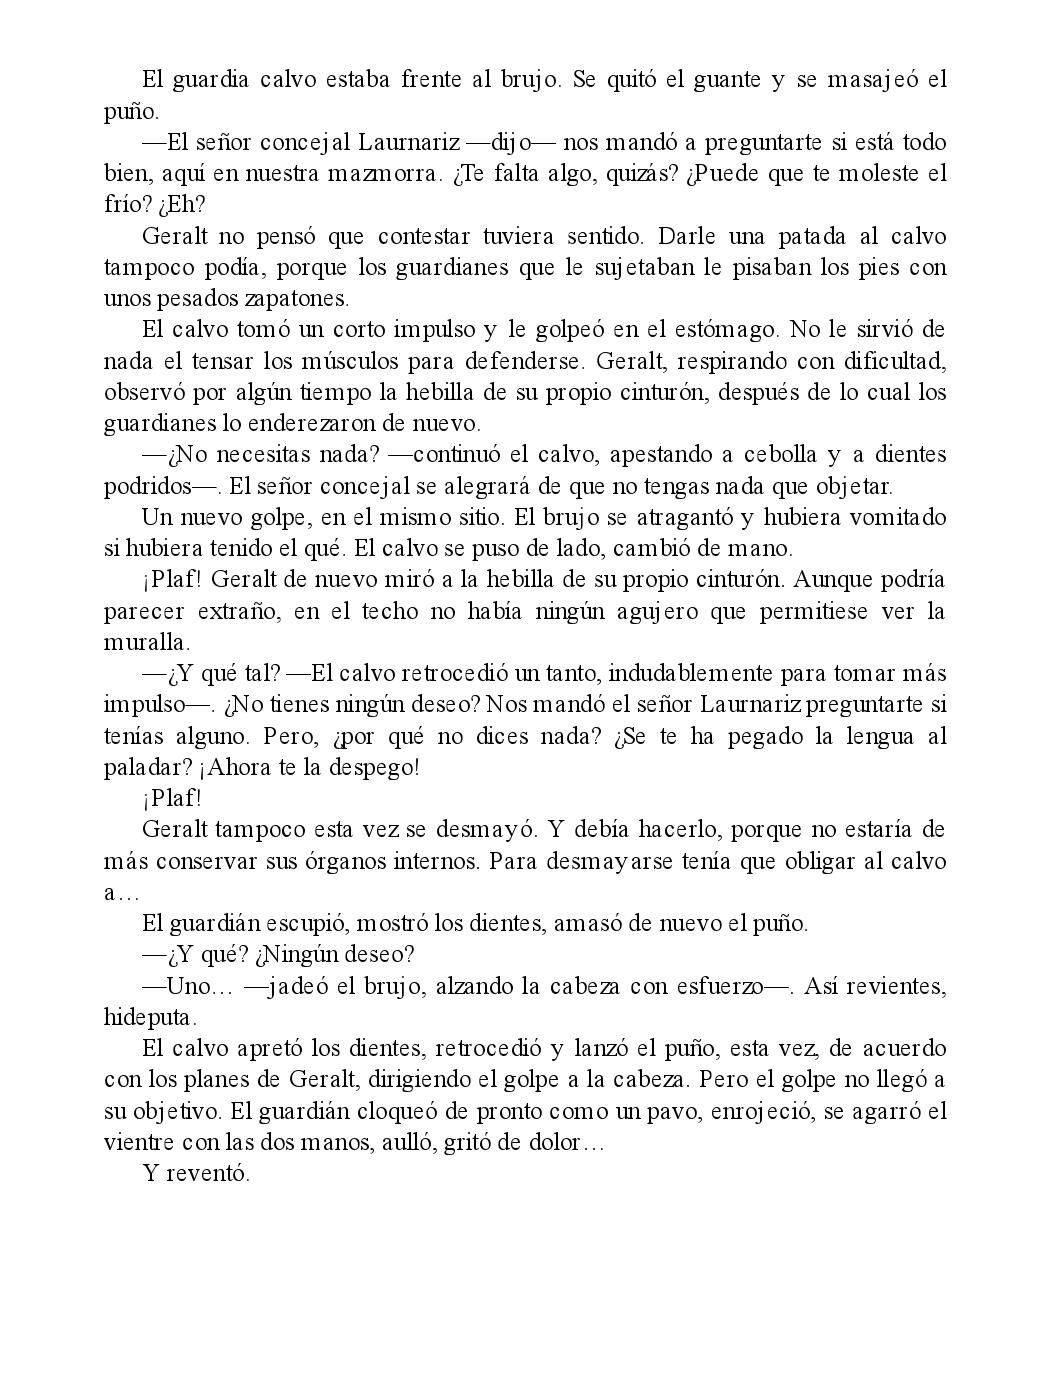 El guardia calvo estaba frente al brujo. Se quitó el guante y se masajeó el
puño.
—El señor concejal Laurnariz —dijo— nos mandó a preguntarte si está todo
bien, aquí en nuestra mazmorra. ¿Te falta algo, quizás? ¿Puede que te moleste el
frío? ¿Eh?
Geralt no pensó que contestar tuviera sentido. Darle una patada al calvo
tampoco podía, porque los guardianes que le sujetaban le pisaban los pies con
unos pesados zapatones.
El calvo tomó un corto impulso y le golpeó en el estómago. No le sirvió de
nada el tensar los músculos para defenderse. Geralt, respirando con dificultad,
observó por algún tiempo la hebilla de su propio cinturón, después de lo cual los
guardianes lo enderezaron de nuevo.
—¿No necesitas nada? —continuó el calvo, apestando a cebolla y a dientes
podridos—. El señor concejal se alegrará de que no tengas nada que objetar.
Un nuevo golpe, en el mismo sitio. El brujo se atragantó y hubiera vomitado
si hubiera tenido el qué. El calvo se puso de lado, cambió de mano.
¡Plaf! Geralt de nuevo miró a la hebilla de su propio cinturón. Aunque podría
parecer extraño, en el techo no había ningún agujero que permitiese ver la
muralla.
—¿Y qué tal? —El calvo retrocedió un tanto, indudablemente para tomar más
impulso—. ¿No tienes ningún deseo? Nos mandó el señor Laurnariz preguntarte si
tenías alguno. Pero, ¿por qué no dices nada? ¿Se te ha pegado la lengua al
paladar? ¡Ahora te la despego!
¡Plaf!
Geralt tampoco esta vez se desmayó. Y debía hacerlo, porque no estaría de
más conservar sus órganos internos. Para desmayarse tenía que obligar al calvo
a…
El guardián escupió, mostró los dientes, amasó de nuevo el puño.
—¿Y qué? ¿Ningún deseo?
—Uno… —jadeó el brujo, alzando la cabeza con esfuerzo—. Así revientes,
hideputa.
El calvo apretó los dientes, retrocedió y lanzó el puño, esta vez, de acuerdo
con los planes de Geralt, dirigiendo el golpe a la cabeza. Pero el golpe no llegó a
su objetivo. El guardián cloqueó de pronto como un pavo, enrojeció, se agarró el
vientre con las dos manos, aulló, gritó de dolor…
Y reventó.